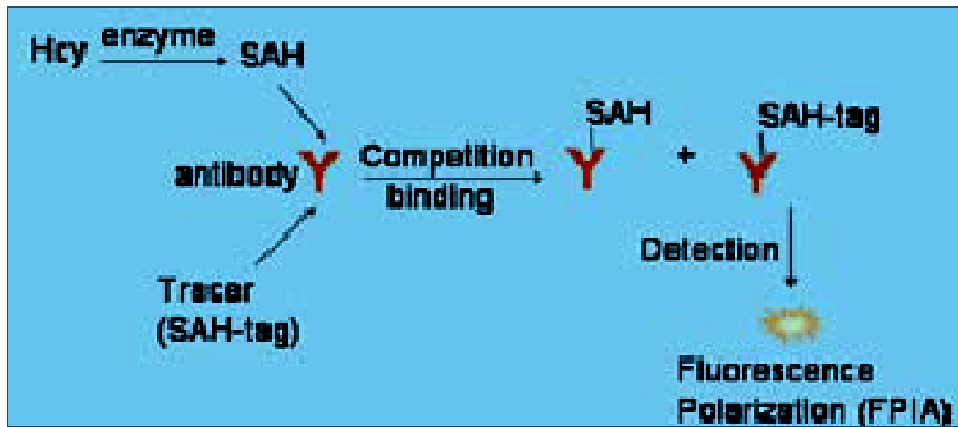 Hcy enzyme SAH
SAH
SAH-tag
antibody
Competition
binding
+
Detection
Tracer
(SAH-tag)
Fluorescence
Polarization (FPIA)